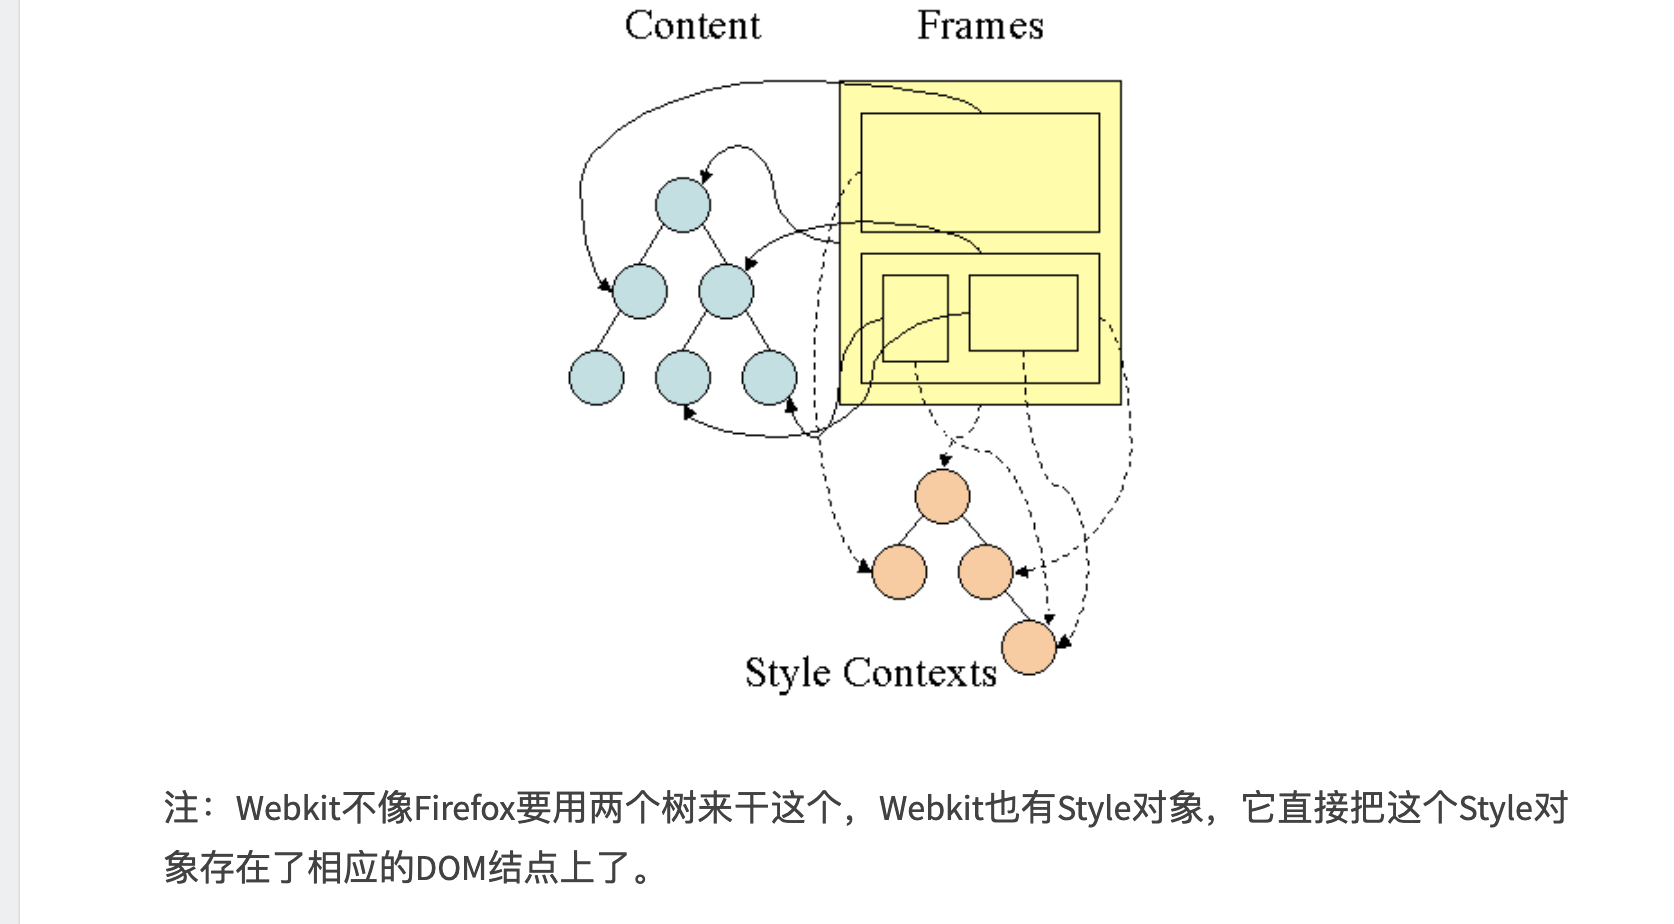 Content Frames
Style Contexts
注：Webkit不像Firefox要用两个树来干这个，Webkit也有Style对象，它直接把这个Style对
象存在了相应的DOM结点上了。